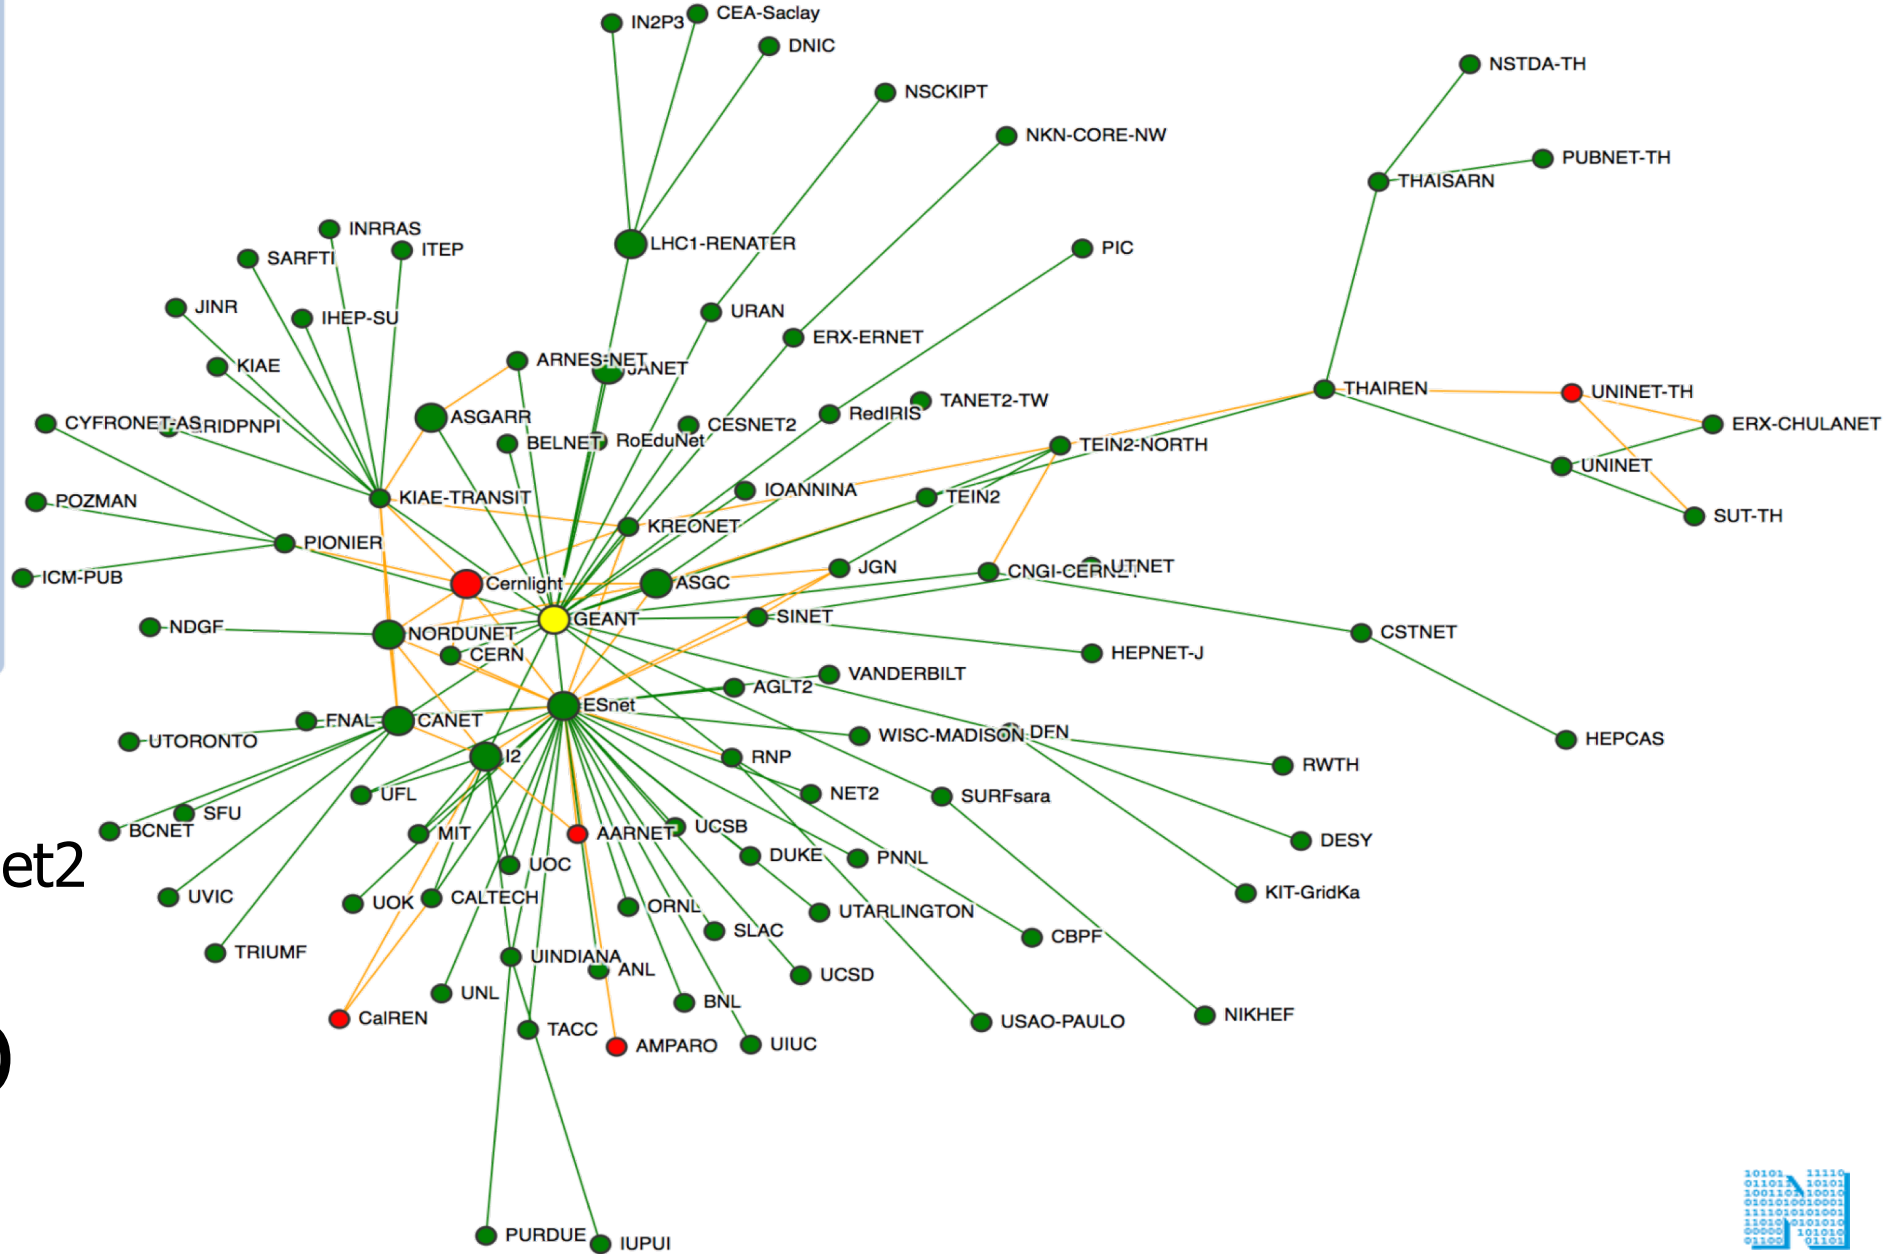 IN2P3
CEA-Saclay
DNIC
NSTDA-TH
NSCKIPT
NKN-CORE-NW
PUBNET-TH
THAISARN
INRRAS
ITEP
LHC1-RENATER
PIC
SARFTI
JINR
IHEP-SU
URAN
ERX-ERNET
KIAE
ARNES-NET
JANET
THAIREN
UNINET-TH
TANET2-TW
CYFRONET-AS
RIDPNPI
ASGARR
CESNET2
RedIRIS
ERX-CHULANET
BELNET
RoEduNet
TEIN2-NORTH
UNINET
POZMAN
KIAE-TRANSIT
IOANNINA
TEIN2
SUT-TH
KREONET
PIONIER
ICM-PUB
Cernlight
ASGC
JGN
CNGI-CERNET
UTNET
NDGF
NORDUNET
GEANT
SINET
CSTNET
CERN
HEPNET-J
VANDERBILT
AGLT2
FNAL
CANET
ESnet
UTORONTO
WISC-MADISON
DFN
HEPCAS
I2
RNP
RWTH
UFL
NET2
SURFsara
SFU
BCNET
MIT
AARNET
UCSB
DESY
et2
UOC
DUKE
PNNL
UVIC
UOK
CALTECH
ORNL
UTARLINGTON
KIT-GridKa
SLAC
CBPF
TRIUMF
UINDIANA
ANL
UCSD
UNL
BNL
CalREN
TACC
AMPARO
UIUC
USAO-PAULO
NIKHEF
)
PURDUE
IUPUI